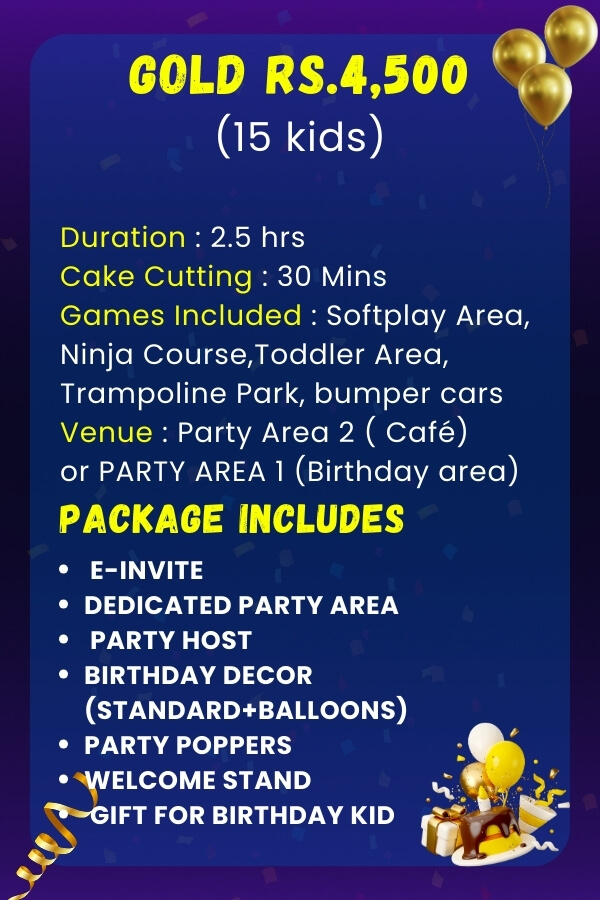 GOLD RS.4,500
(15 kids)
Duration : 2.5 hrs
Cake Cutting : 30 Mins
Games Included : Softplay Area,
Ninja Course,Toddler Area,
Trampoline Park, bumper cars
Venue : Party Area 2 ( Café)
or PARTY AREA 1 (Birthday area)
PACKAGE INCLUDES
• E-INVITE
• DEDICATED PARTY AREA
• PARTY HOST
• BIRTHDAY DECOR
(STANDARD+BALLOONS)
• PARTY POPPERS
• WELCOME STAND
• GIFT FOR BIRTHDAY KID